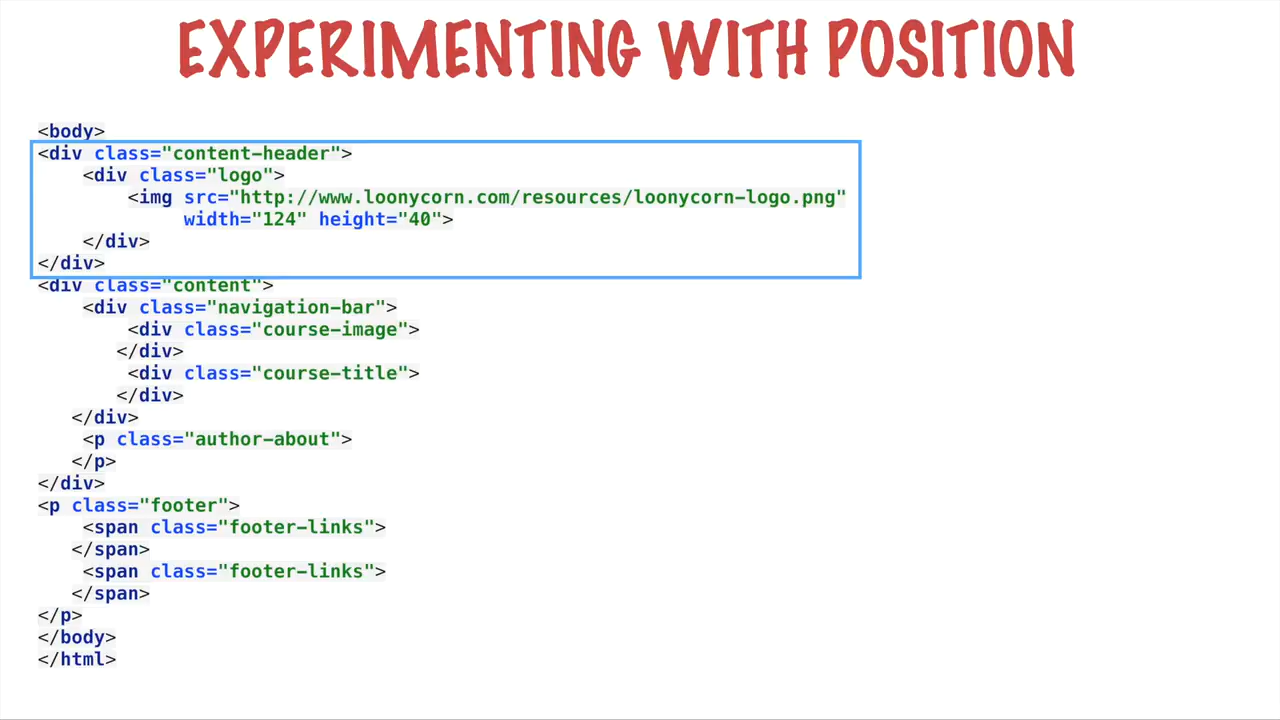 EXPERIMENTING WITH POSITION
<body>
<div class="content-header">
<div class="logo">
<img src="http://www.loonycorn.com/resources/loonycorn-logo.png"
width="124" height="40">
</div>
</div>
<div class="content">
<div class="navigation-bar">
<div class="course-image">
</div>
<div class="course-title">
</div>
</div>
<p class="author-about">
</p>
</div>
<p class="footer">
<span class="footer-links">
</span>
<span class="footer-links">
</span>
</p>
</body>
</html>